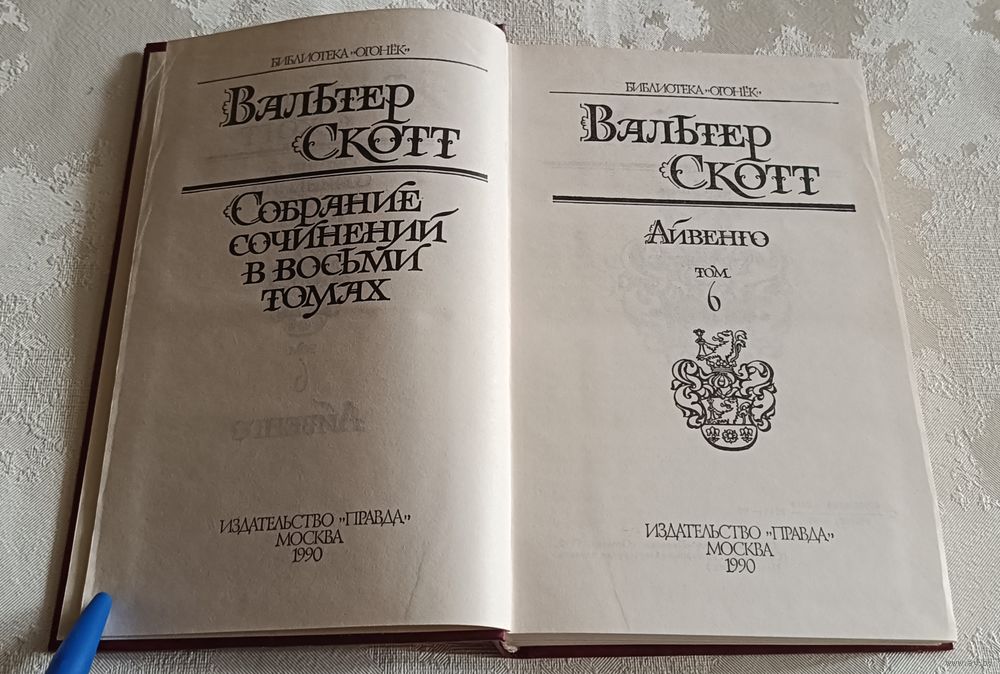 БИБЛИОТЕКА „ОГОНЁК”
ВАЛЬТЕР
СКОТТ
СОБРАНИЕ
СОЧИНЕНИЙ
В ВОСЬМИ
ТОМАХ
ИЗДАТЕЛЬСТВО „ПРАВДА”
МОСКВА
1990
БИБЛИОТЕКА „ОГОНЁК”
ВАЛЬТЕР
СКОТТ
АЙВЕНГО
ТОМ
6
ИЗДАТЕЛЬСТВО „ПРАВДА”
МОСКВА
1990